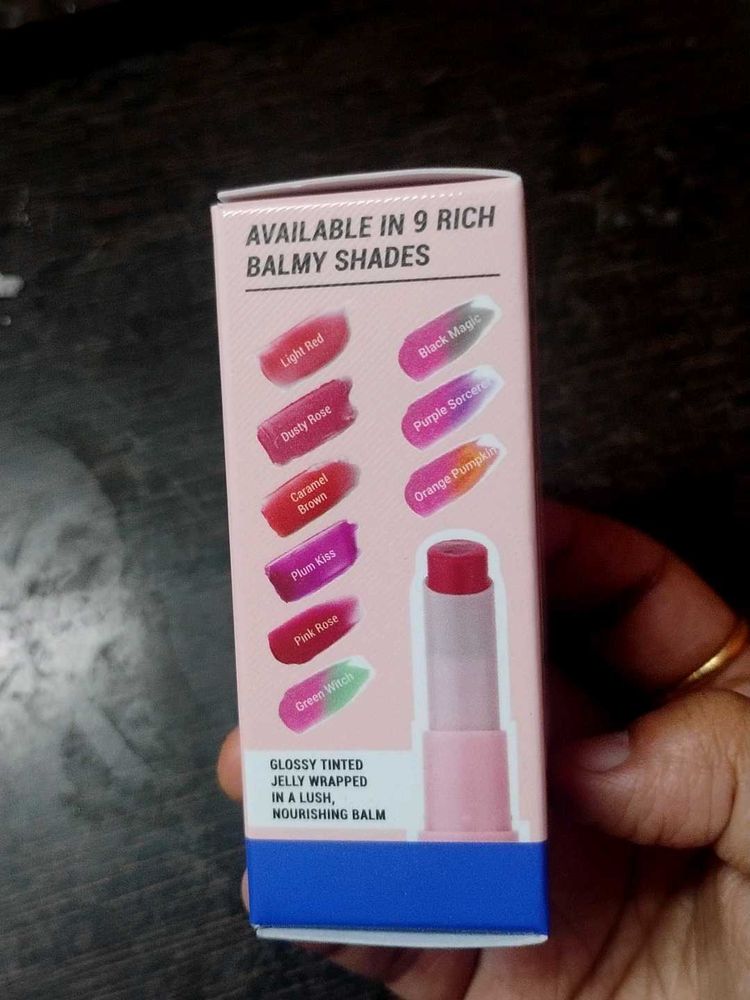 AVAILABLE IN 9 RICH
BALMY SHADES
Light Red
Dusty Rose
Caramel
Brown
Plum Kiss
Pink Rose
Green Witch
Black Magic
Purple
Orange Pumpkin
GLOSSY TINTED
JELLY WRAPPED
IN A LUSH,
NOURISHING BALM